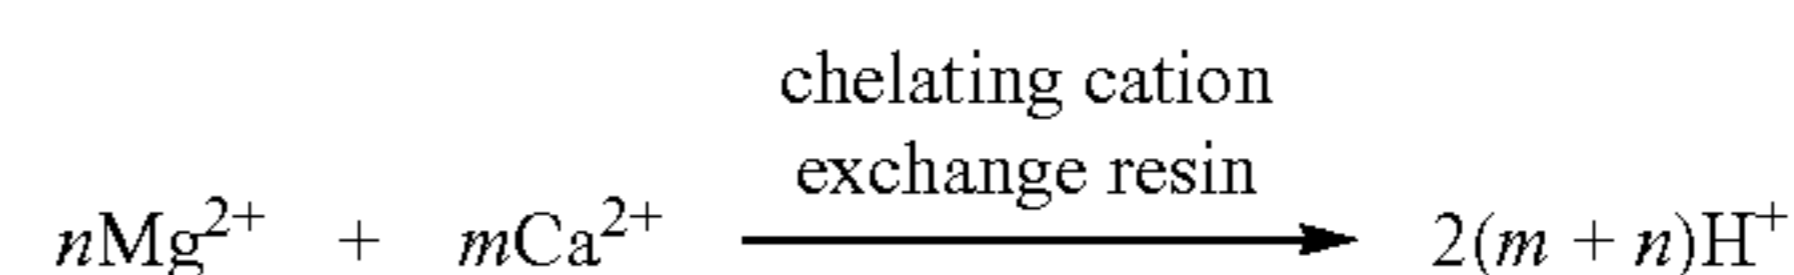 chelating cation
exchange resin
nMg²⁺ + mCa²⁺ 2(m + n)H⁺